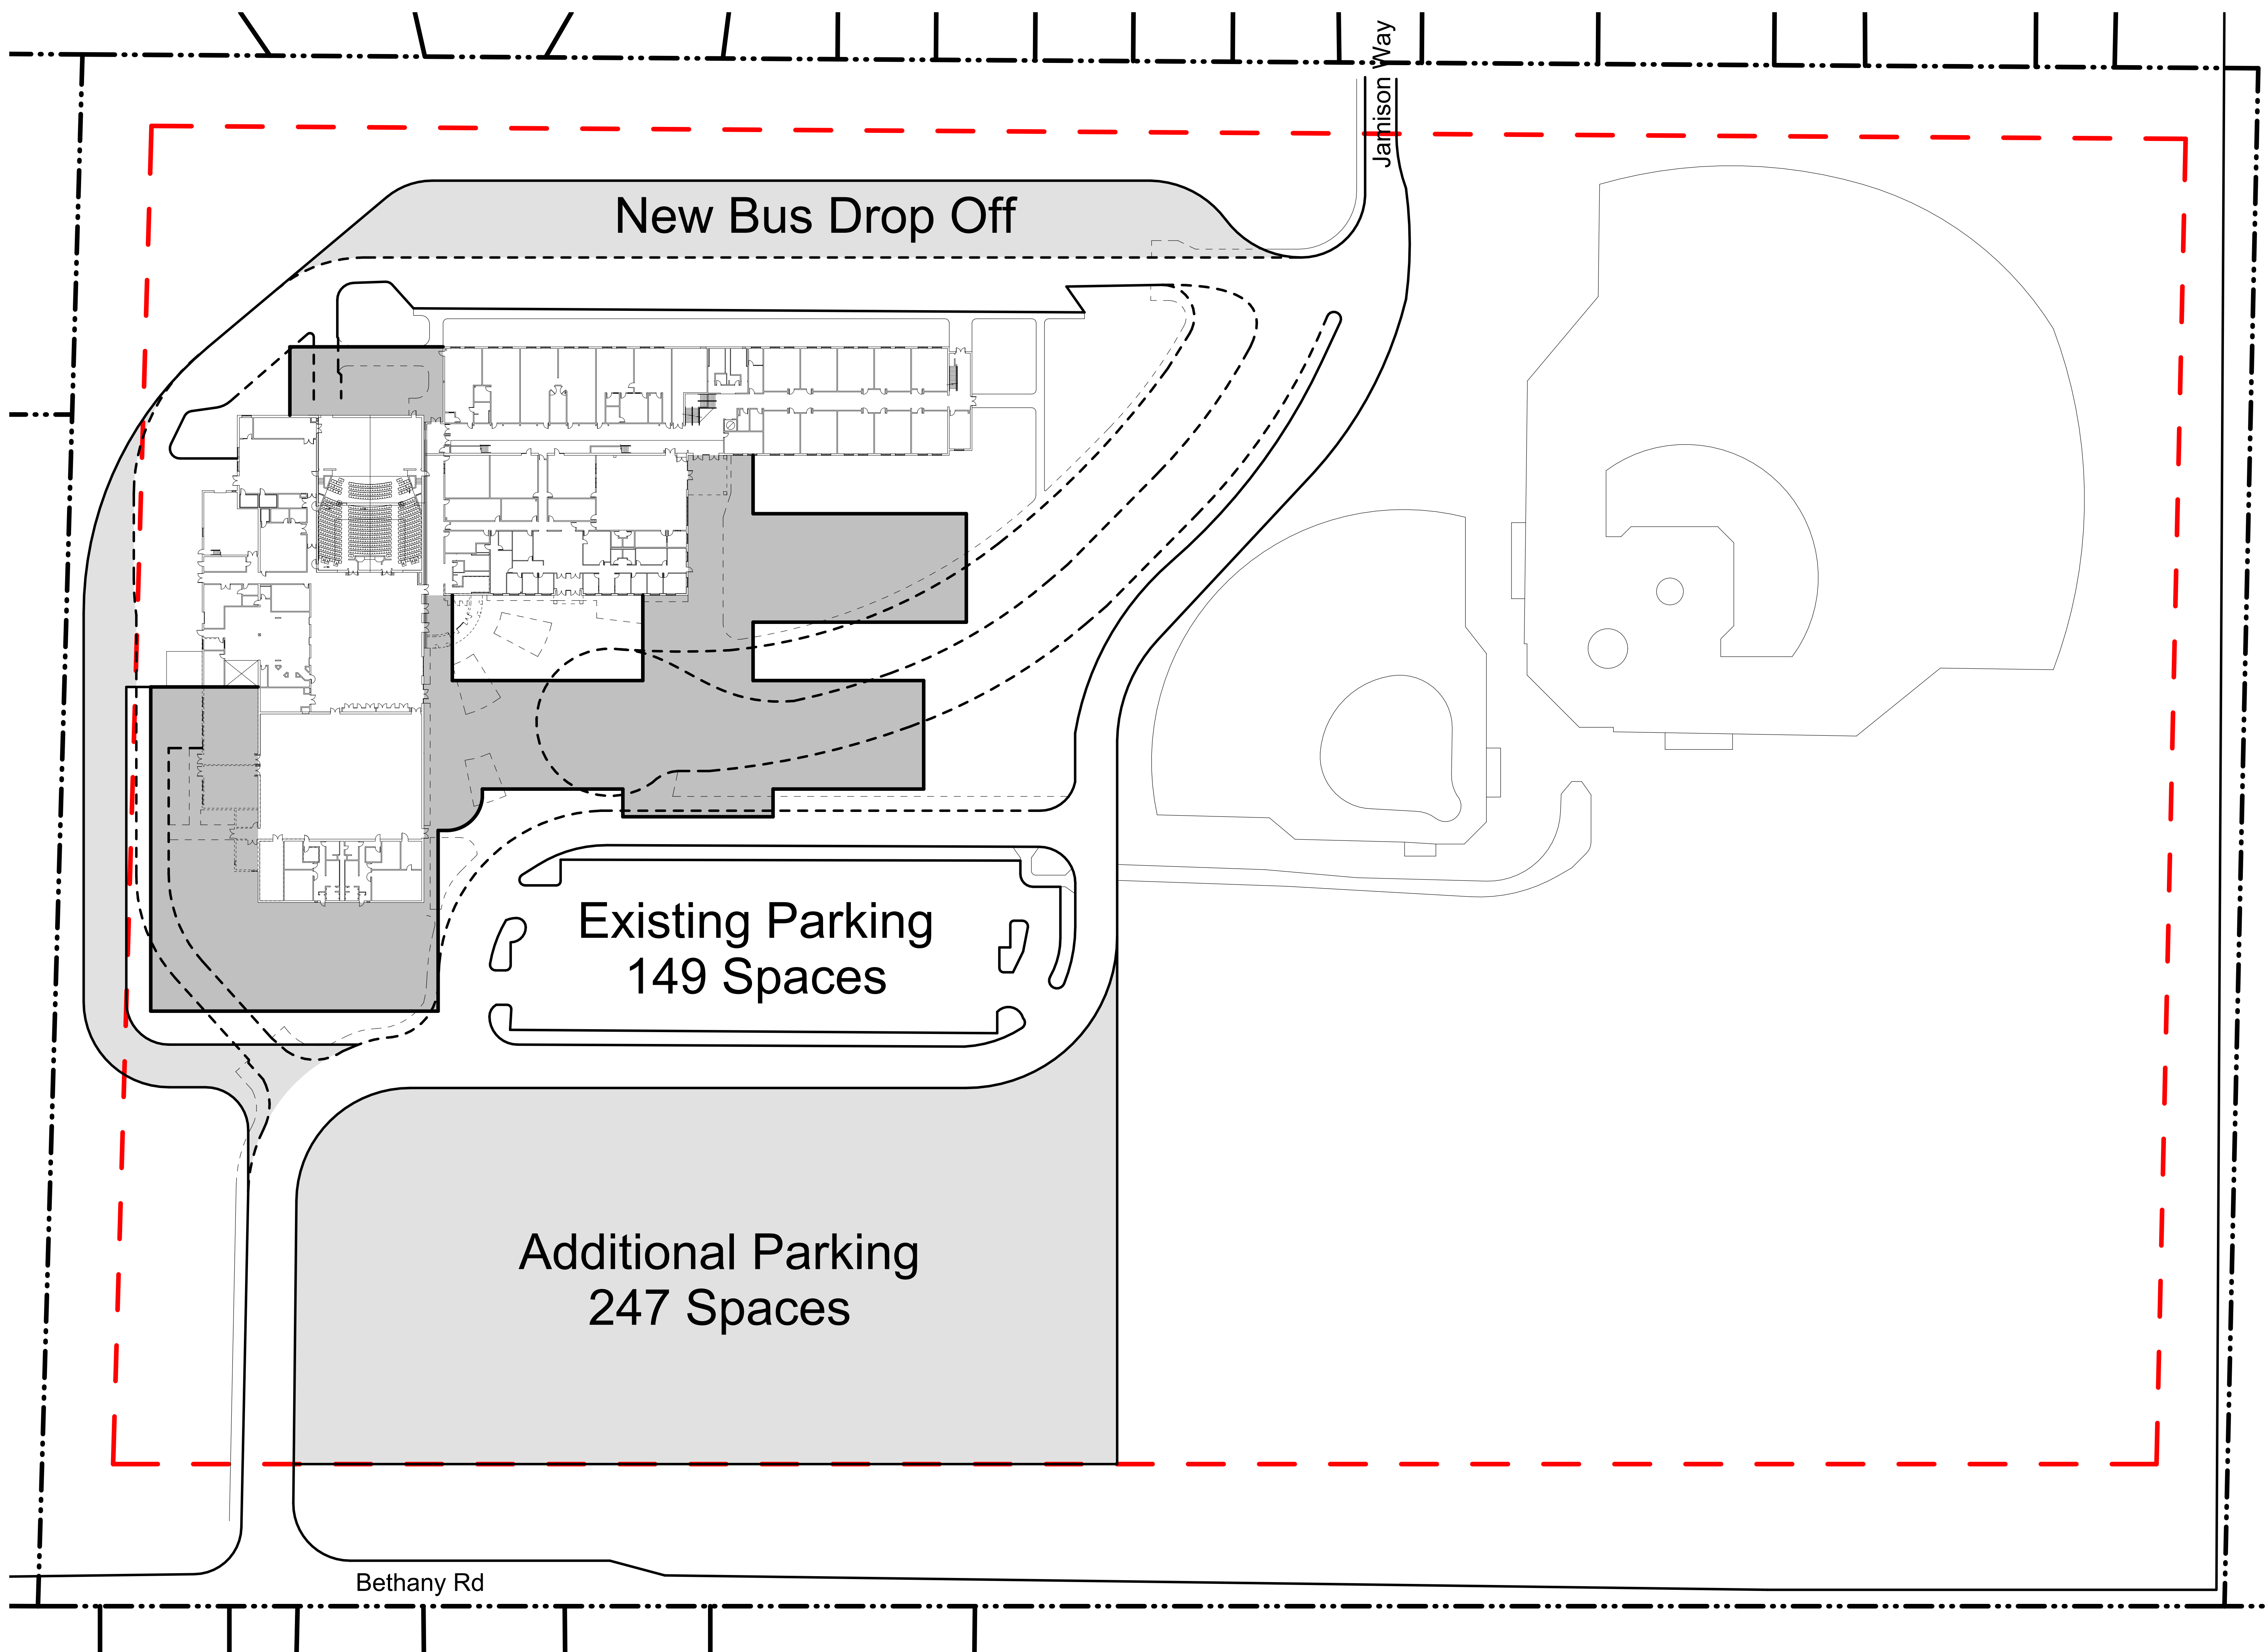 Jamison Way
New Bus Drop Off
Existing Parking
149 Spaces
Additional Parking
247 Spaces
Bethany Rd